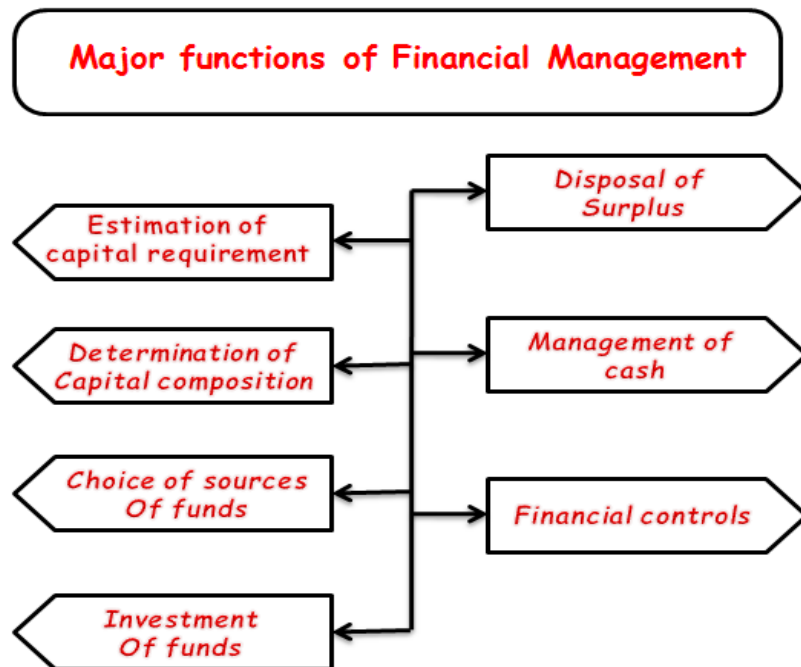 Major functions of Financial Management
Estimation of
capital requirement
Determination of
Capital composition
Choice of sources
Of funds
Investment
Of funds
Disposal of
Surplus
Management of
cash
Financial controls